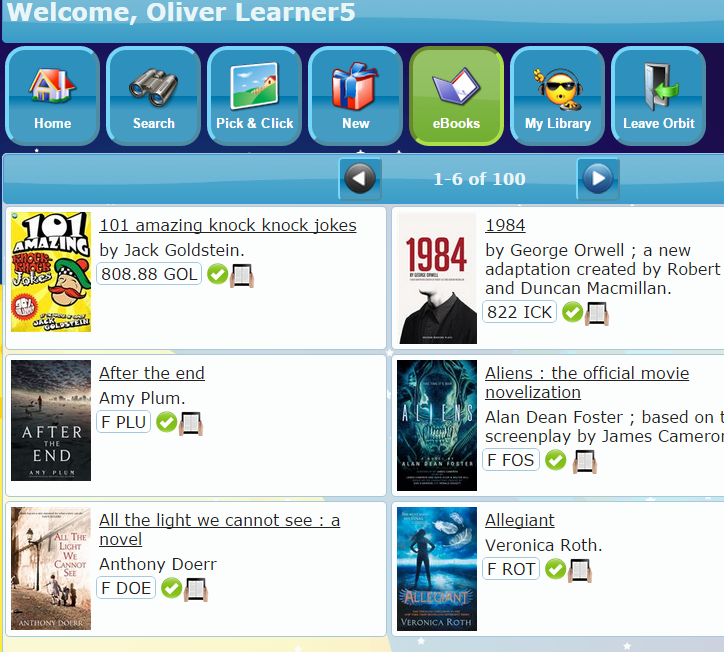 Welcome, Oliver Learner5
Home
Search
Pick & Click
New
eBooks
My Library
Leave Orbit
1-6 of 100
101
AMAZING
KNOCK-KNOCK
Jokes
JACK GOLDSTEIN
101 amazing knock knock jokes
by Jack Goldstein.
808.88 GOL
1984
BY GEORGE ORWELL
1984
by George Orwell ; a new
adaptation created by Robert
and Duncan Macmillan.
822 ICK
AFTER
THE
END
AMY PLUM
After the end
Amy Plum.
F PLU
ALIENS
ALAN DEAN FOSTER
Aliens : the official movie
novelization
Alan Dean Foster ; based on t
screenplay by James Cameron
F FOS
ALL THE
LIGHT
WE
CANNOT
SEE
ANTHONY DOERR
All the light we cannot see : a
novel
Anthony Doerr
F DOE
ALLEGIANT
VERONICA ROTH
Allegiant
Veronica Roth.
F ROT